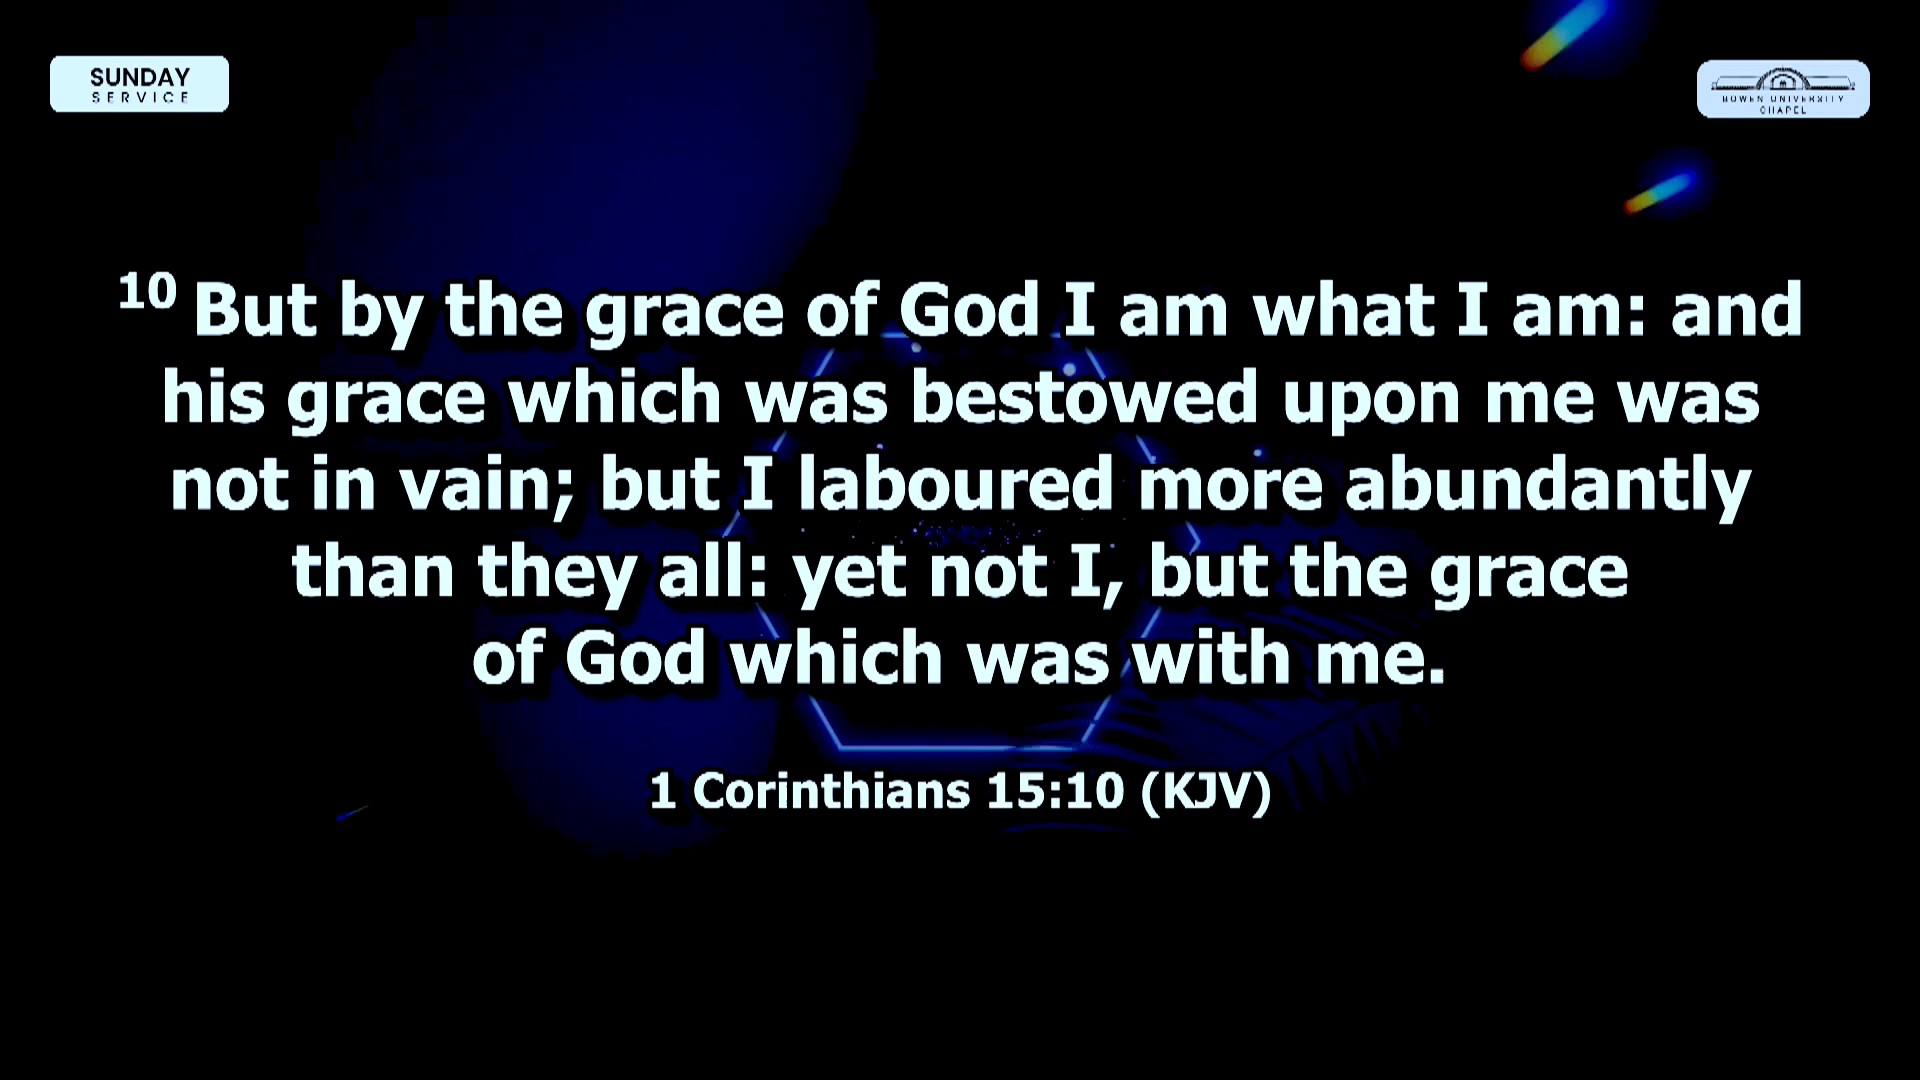 SUNDAY
SERVICE
BOWEN UNIVERSITY
CHAPEL
10 But by the grace of God I am what I am: and
his grace which was bestowed upon me was
not in vain; but I laboured more abundantly
than they all: yet not I, but the grace
of God which was with me.
1 Corinthians 15:10 (KJV)